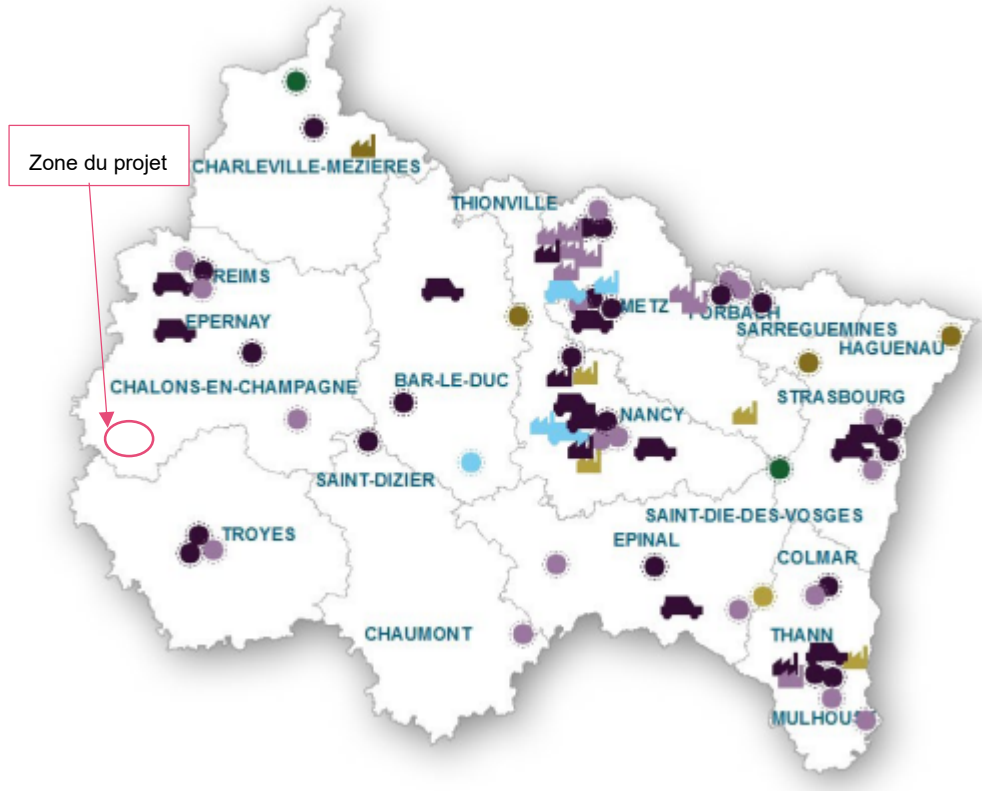 Zone du projet
CHARLEVILLE-MEZIERES
THIONVILLE
REIMS
METZ
FORBACH
EPERNAY
SARREGUEMINES
HAGUENAU
CHALONS-EN-CHAMPAGNE
BAR-LE-DUC
STRASBOURG
NANCY
SAINT-DIZIER
SAINT-DIE-DES-VOSGES
TROYES
EPINAL
COLMAR
CHAUMONT
THANN
MULHOUSE